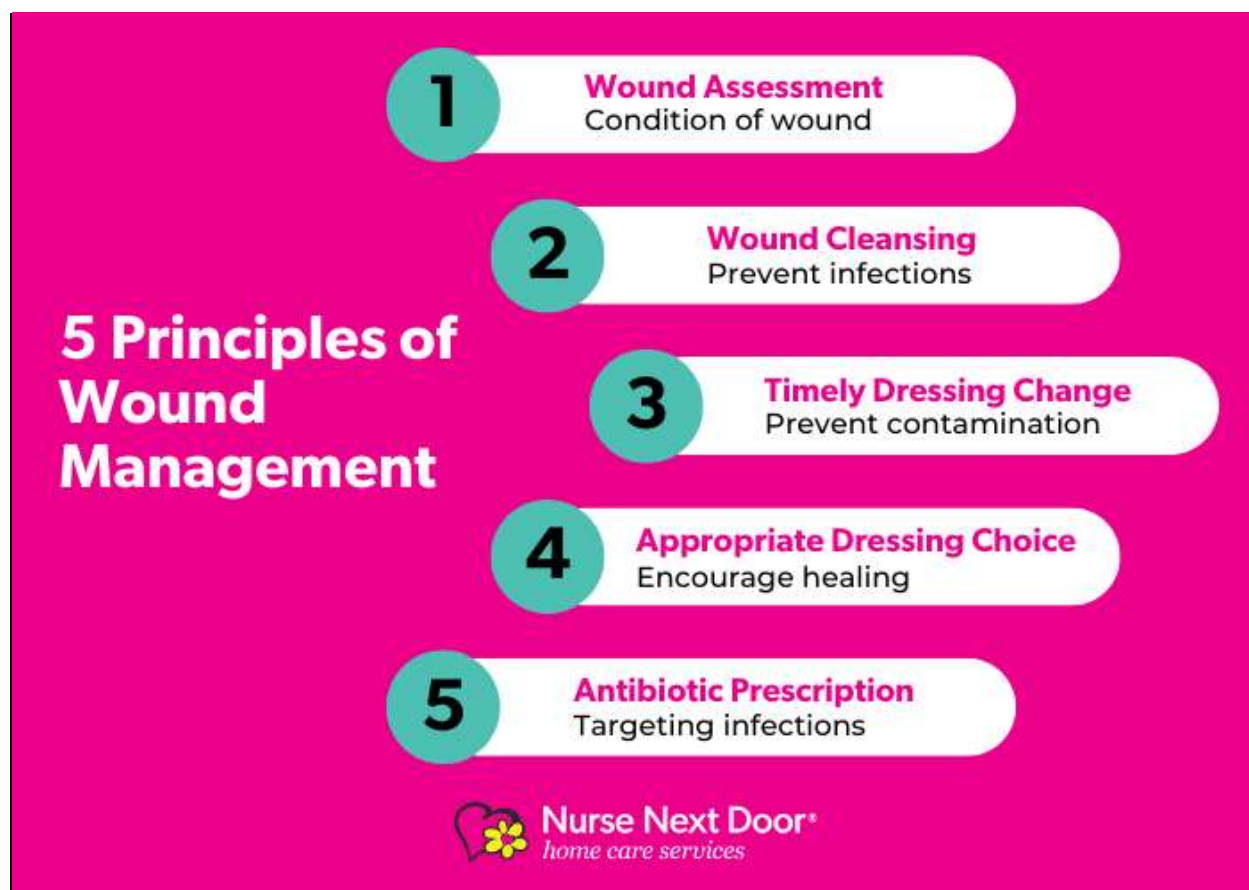 5 Principles of
Wound
Management
1
Wound Assessment
Condition of wound
2
Wound Cleansing
Prevent infections
3
Timely Dressing Change
Prevent contamination
4
Appropriate Dressing Choice
Encourage healing
5
Antibiotic Prescription
Targeting infections
Nurse Next Door®
home care services